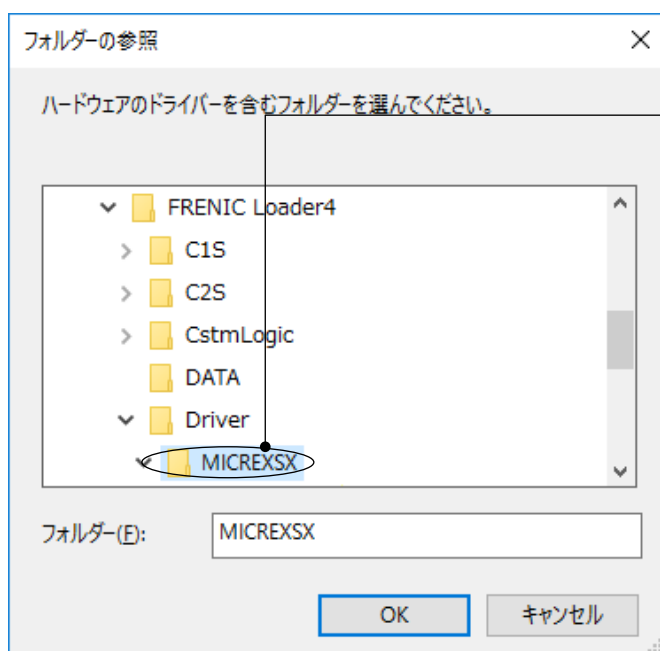 フォルダーの参照
ハードウェアのドライバーを含むフォルダーを選んでください。
FRENIC Loader4
C1S
C2S
CstmLogic
DATA
Driver
MICREXSX
フォルダー(F): MICREXSX
OK キャンセル